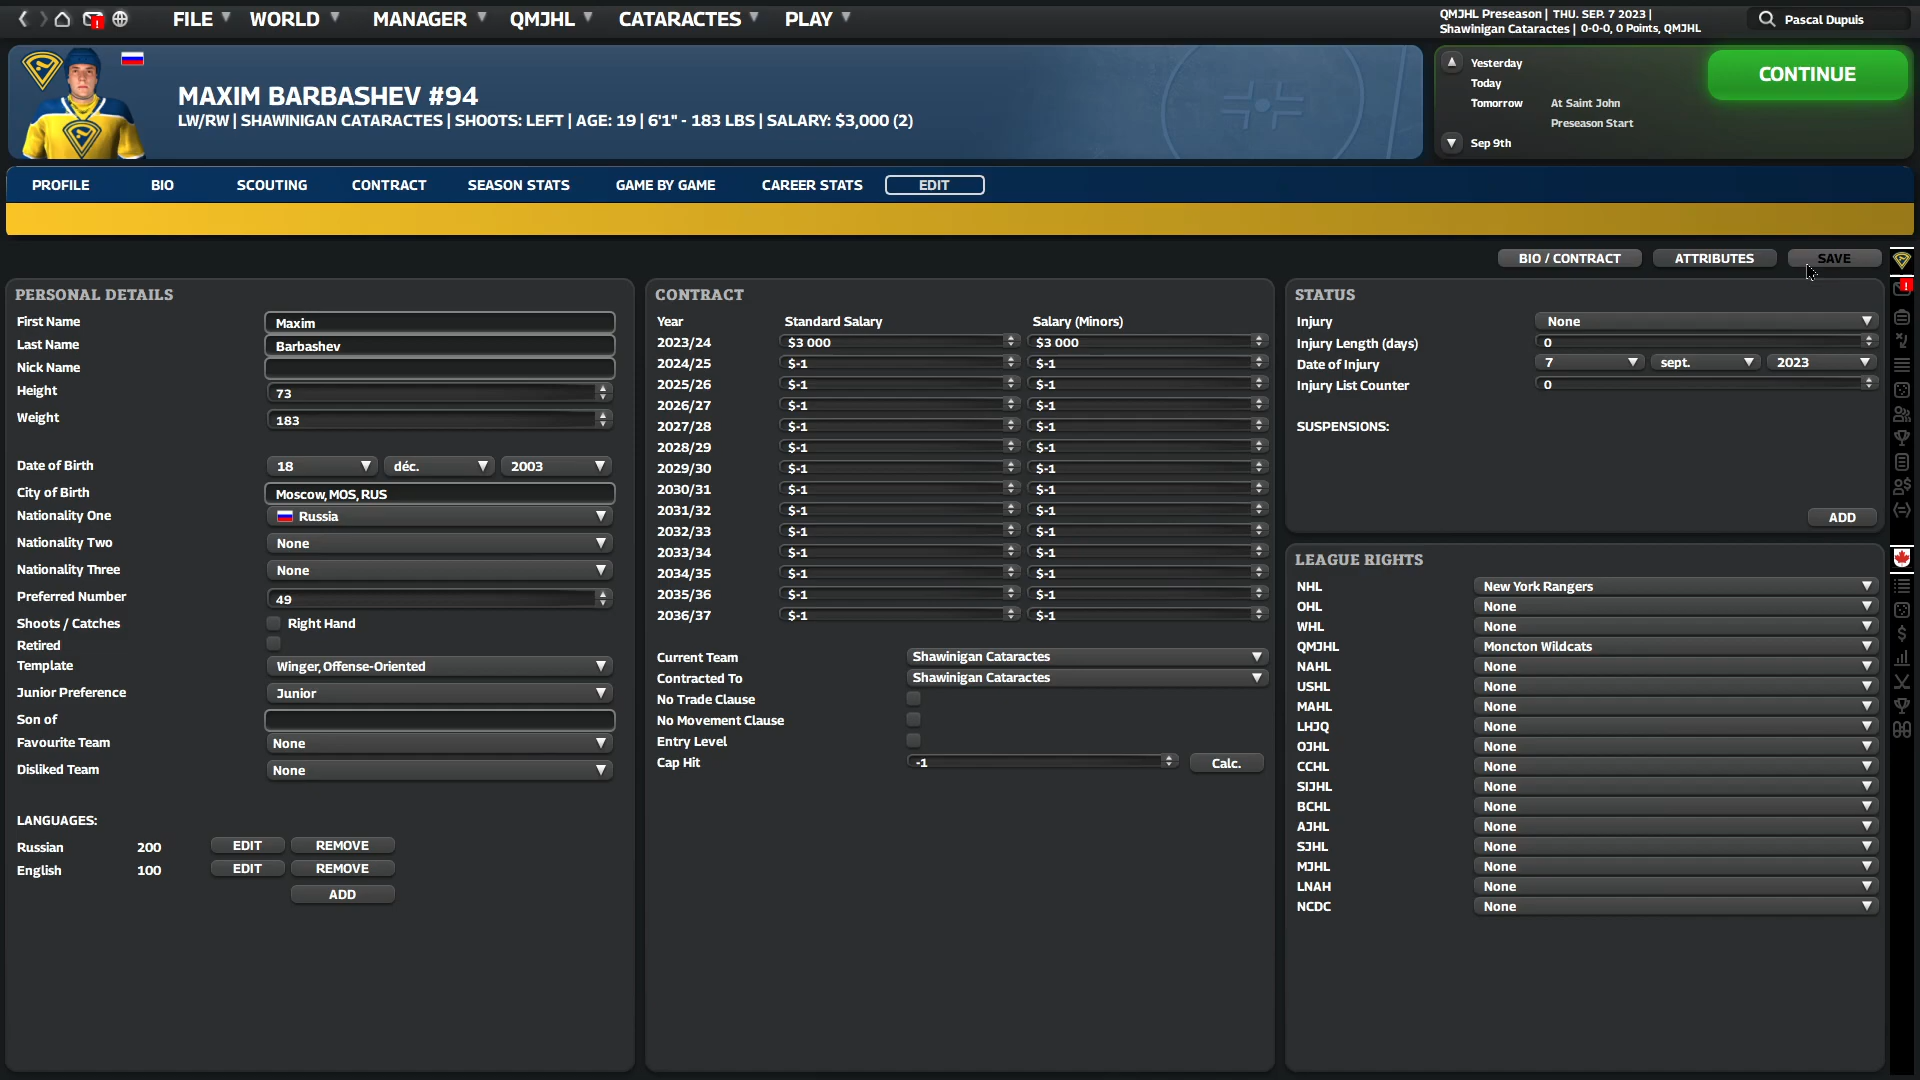 FILE WORLD MANAGER QMJHL CATARACTES PLAY
QMJHL Preseason | THU. SEP. 7 2023 |
Shawinigan Cataractes | 0-0-0, 0 Points, QMJHL
Pascal Dupuis
MAXIM BARBASHEV #94
LW/RW | SHAWINIGAN CATARACTES | SHOOTS: LEFT | AGE: 19 | 6'1" - 183 LBS | SALARY: $3,000 (2)
Yesterday
Today
Tomorrow At Saint John
Preseason Start
Sep 9th
CONTINUE
PROFILE BIO SCOUTING CONTRACT SEASON STATS GAME BY GAME CAREER STATS EDIT
BIO / CONTRACT ATTRIBUTES SAVE
PERSONAL DETAILS
First Name Maxim
Last Name Barbashev
Nick Name
Height 73
Weight 183
Date of Birth 18 déc. 2003
City of Birth Moscow, MOS, RUS
Nationality One Russia
Nationality Two None
Nationality Three None
Preferred Number 49
Shoots / Catches Right Hand
Retired
Template Winger, Offense-Oriented
Junior Preference Junior
Son of
Favourite Team None
Disliked Team None
LANGUAGES:
Russian 200 EDIT REMOVE
English 100 EDIT REMOVE
ADD
CONTRACT
Year Standard Salary Salary (Minors)
2023/24 $3 000 $3 000
2024/25 $-1 $-1
2025/26 $-1 $-1
2026/27 $-1 $-1
2027/28 $-1 $-1
2028/29 $-1 $-1
2029/30 $-1 $-1
2030/31 $-1 $-1
2031/32 $-1 $-1
2032/33 $-1 $-1
2033/34 $-1 $-1
2034/35 $-1 $-1
2035/36 $-1 $-1
2036/37 $-1 $-1
Current Team Shawinigan Cataractes
Contracted To Shawinigan Cataractes
No Trade Clause
No Movement Clause
Entry Level
Cap Hit -1 Calc.
STATUS
Injury None
Injury Length (days) 0
Date of Injury 7 sept. 2023
Injury List Counter 0
SUSPENSIONS:
ADD
LEAGUE RIGHTS
NHL New York Rangers
OHL None
WHL None
QMJHL Moncton Wildcats
NAHL None
USHL None
MAHL None
LHJQ None
OJHL None
CCHL None
SIJHL None
BCHL None
AJHL None
SJHL None
MJHL None
LNAH None
NCDC None